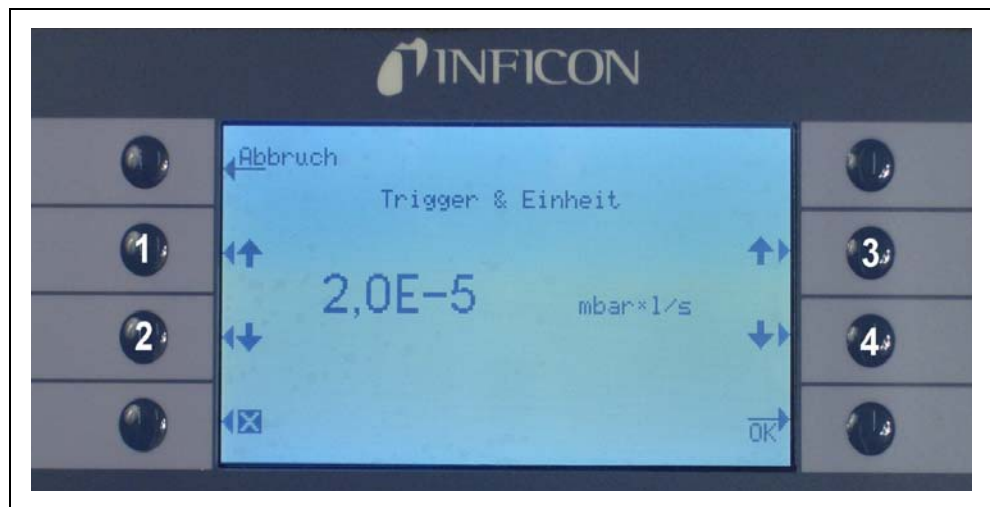 INFICON
Abbruch
Trigger & Einheit
1
3
2,0E-5
mbar×l/s
2
4
OK